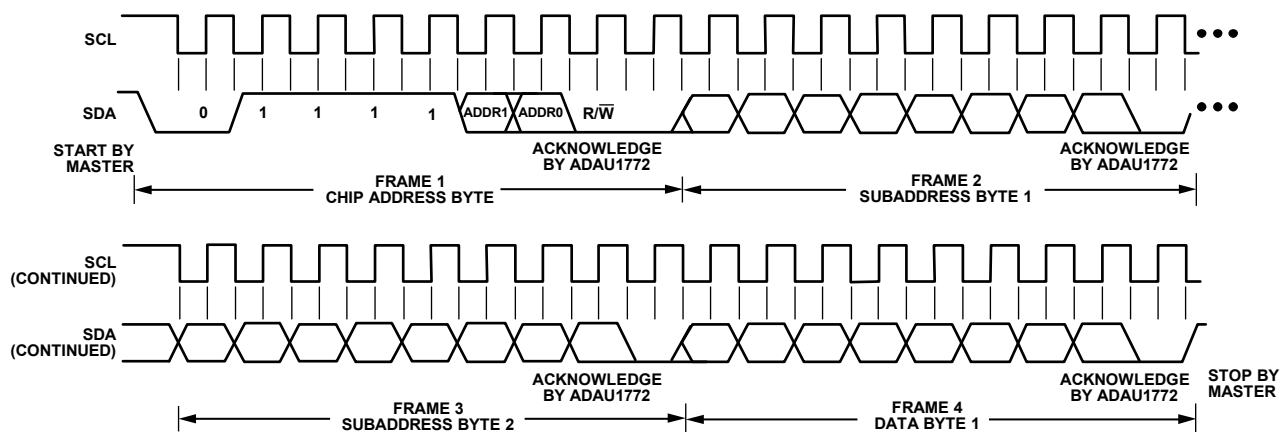 SCL
SDA
0 1 1 1 1 ADDR1 ADDR0 R/W̅
START BY
MASTER
ACKNOWLEDGE
BY ADAU1772
ACKNOWLEDGE
BY ADAU1772
FRAME 1
CHIP ADDRESS BYTE
FRAME 2
SUBADDRESS BYTE 1
SCL
(CONTINUED)
SDA
(CONTINUED)
ACKNOWLEDGE
BY ADAU1772
ACKNOWLEDGE
BY ADAU1772
STOP BY
MASTER
FRAME 3
SUBADDRESS BYTE 2
FRAME 4
DATA BYTE 1